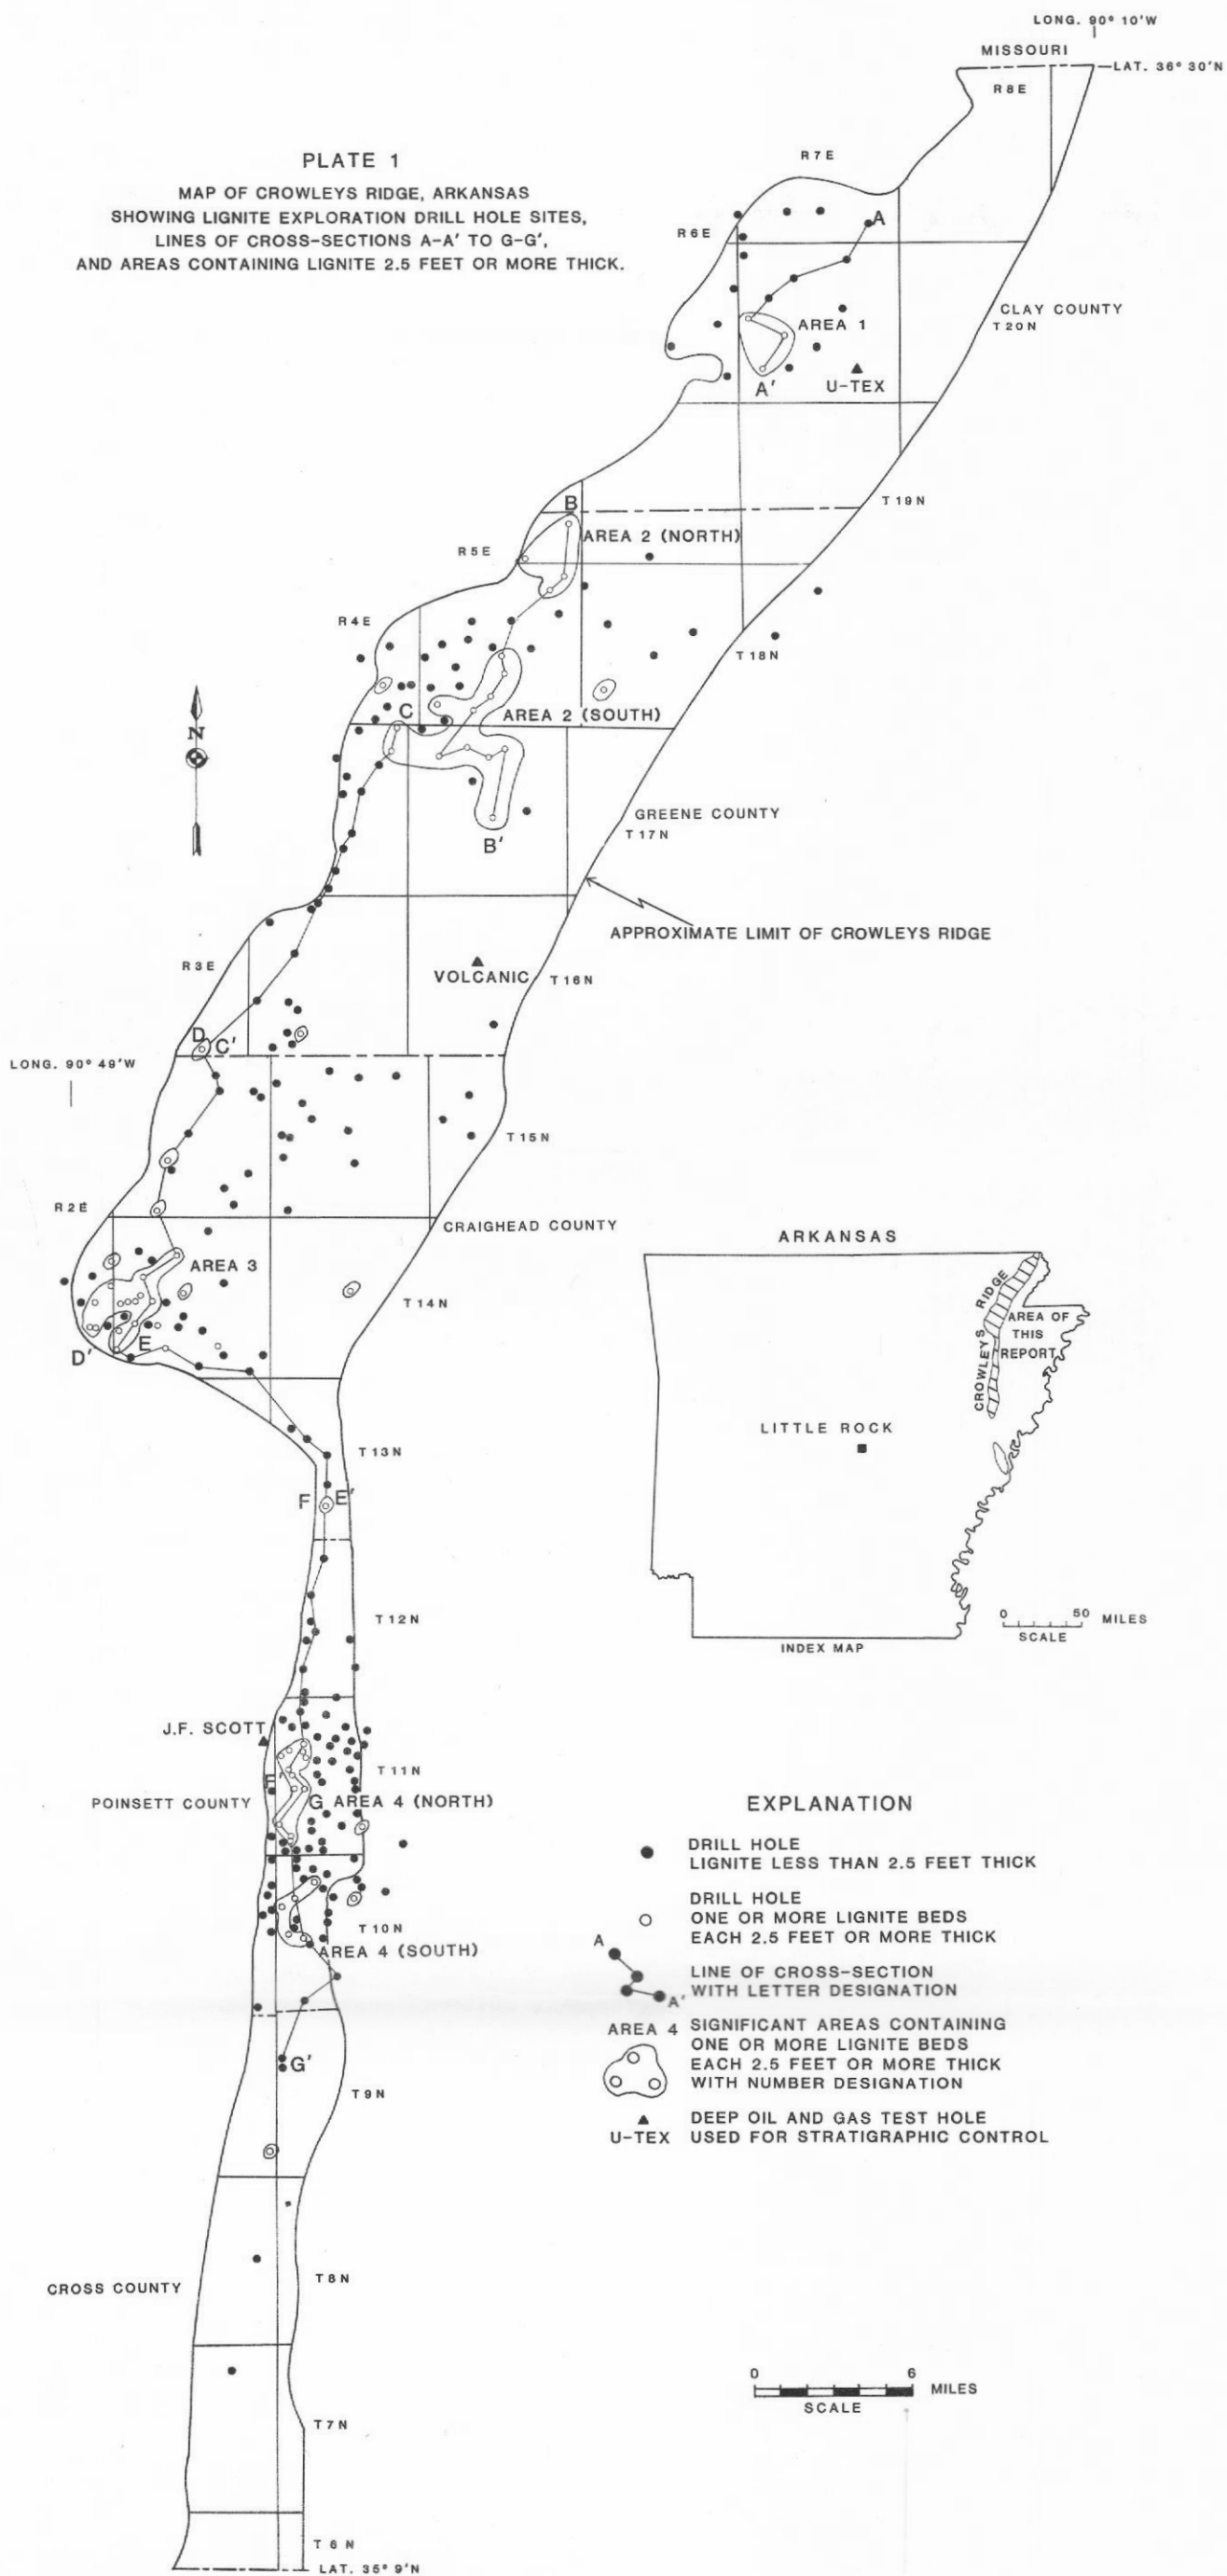 LONG. 90° 10'W
MISSOURI
LAT. 36° 30'N
R8E
PLATE 1
MAP OF CROWLEYS RIDGE, ARKANSAS
SHOWING LIGNITE EXPLORATION DRILL HOLE SITES,
LINES OF CROSS-SECTIONS A-A' TO G-G',
AND AREAS CONTAINING LIGNITE 2.5 FEET OR MORE THICK.
R7E
A
R6E
CLAY COUNTY
T20N
AREA 1
A'
U-TEX
T19N
B
AREA 2 (NORTH)
R5E
R4E
T18N
C
AREA 2 (SOUTH)
N
GREENE COUNTY
T17N
B'
APPROXIMATE LIMIT OF CROWLEYS RIDGE
R3E
VOLCANIC
T16N
D
C'
LONG. 90° 49'W
T15N
R2E
CRAIGHEAD COUNTY
AREA 3
T14N
D'
E
T13N
F
E'
T12N
ARKANSAS
CROWLEYS RIDGE
AREA OF
THIS
REPORT
LITTLE ROCK
0 50 MILES
SCALE
INDEX MAP
J.F. SCOTT
T11N
F'
POINSETT COUNTY
G
AREA 4 (NORTH)
T10N
AREA 4 (SOUTH)
G'
T9N
EXPLANATION
DRILL HOLE
LIGNITE LESS THAN 2.5 FEET THICK
DRILL HOLE
ONE OR MORE LIGNITE BEDS
EACH 2.5 FEET OR MORE THICK
A
LINE OF CROSS-SECTION
A' WITH LETTER DESIGNATION
AREA 4 SIGNIFICANT AREAS CONTAINING
ONE OR MORE LIGNITE BEDS
EACH 2.5 FEET OR MORE THICK
WITH NUMBER DESIGNATION
DEEP OIL AND GAS TEST HOLE
U-TEX USED FOR STRATIGRAPHIC CONTROL
CROSS COUNTY
T8N
0 6 MILES
SCALE
T7N
T6N
LAT. 35° 9'N